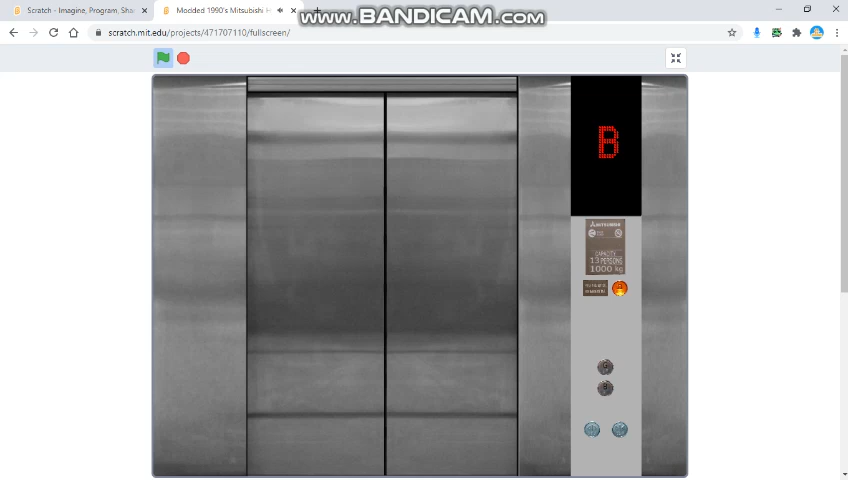 www.BANDICAM.com
Scratch - Imagine, Program, Sha
Modded 1990's Mitsubishi H
scratch.mit.edu/projects/471707110/fullscreen/
B
MITSUBISHI
CAPACITY
13 PERSONS
1000 kg
G
B